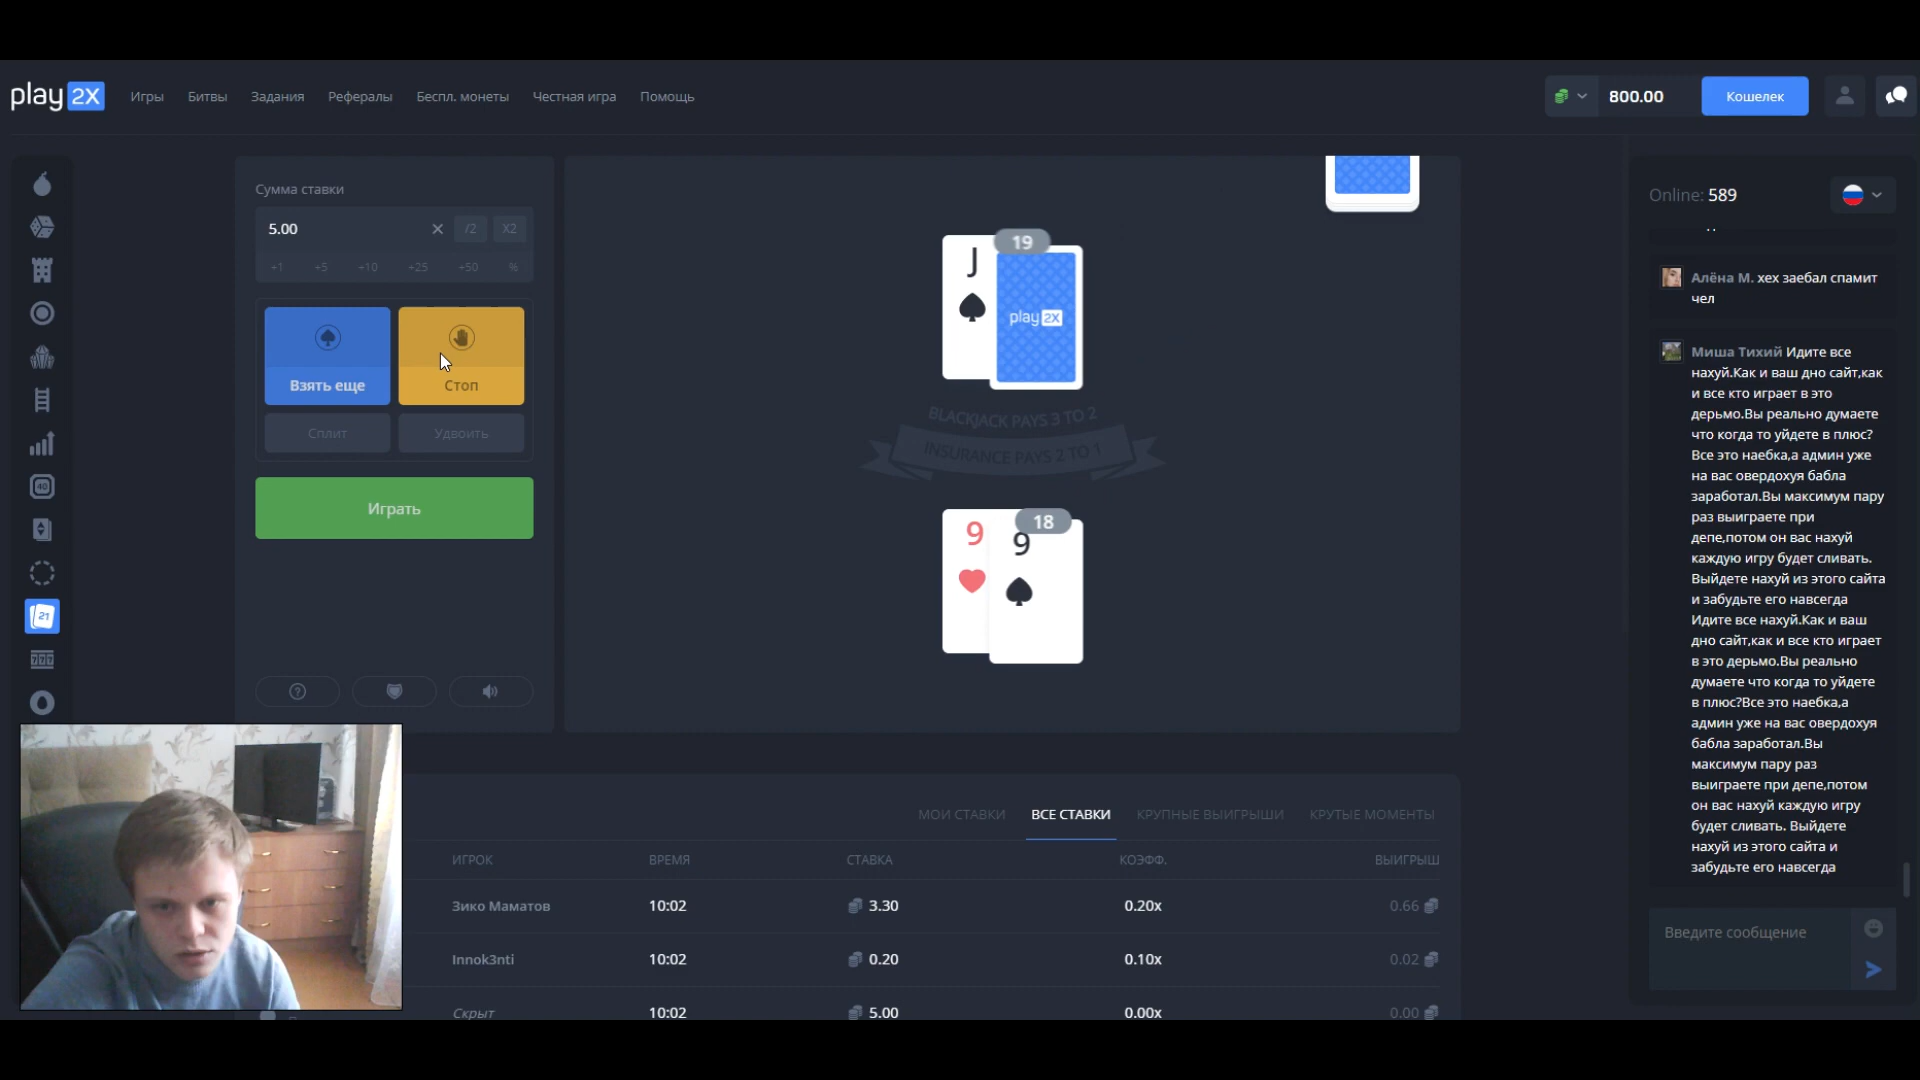 play2X
Игры
Битвы
Задания
Рефералы
Беспл. монеты
Честная игра
Помощь
800.00
Кошелек
Сумма ставки
5.00
/2
X2
+1
+5
+10
+25
+50
%
Взять еще
Стоп
Сплит
Удвоить
Играть
J
19
play2X
BLACKJACK PAYS 3 TO 2
INSURANCE PAYS 2 TO 1
9
18
9
40
21
777
МОИ СТАВКИ
ВСЕ СТАВКИ
КРУПНЫЕ ВЫИГРЫШИ
КРУТЫЕ МОМЕНТЫ
ИГРОК
ВРЕМЯ
СТАВКА
КОЭФФ.
ВЫИГРЫШ
Зико Маматов
10:02
3.30
0.20x
0.66
Innok3nti
10:02
0.20
0.10x
0.02
Скрыт
10:02
5.00
0.00x
0.00
Online: 589
Алёна М. хех заебал спамит
чел
Миша Тихий Идите все
нахуй.Как и ваш дно сайт,как
и все кто играет в это
дерьмо.Вы реально думаете
что когда то уйдете в плюс?
Все это наебка,а админ уже
на вас овердохуя бабла
заработал.Вы максимум пару
раз выиграете при
депе,потом он вас нахуй
каждую игру будет сливать.
Выйдете нахуй из этого сайта
и забудьте его навсегда
Идите все нахуй.Как и ваш
дно сайт,как и все кто играет
в это дерьмо.Вы реально
думаете что когда то уйдете
в плюс?Все это наебка,а
админ уже на вас овердохуя
бабла заработал.Вы
максимум пару раз
выиграете при депе,потом
он вас нахуй каждую игру
будет сливать. Выйдете
нахуй из этого сайта и
забудьте его навсегда
Введите сообщение